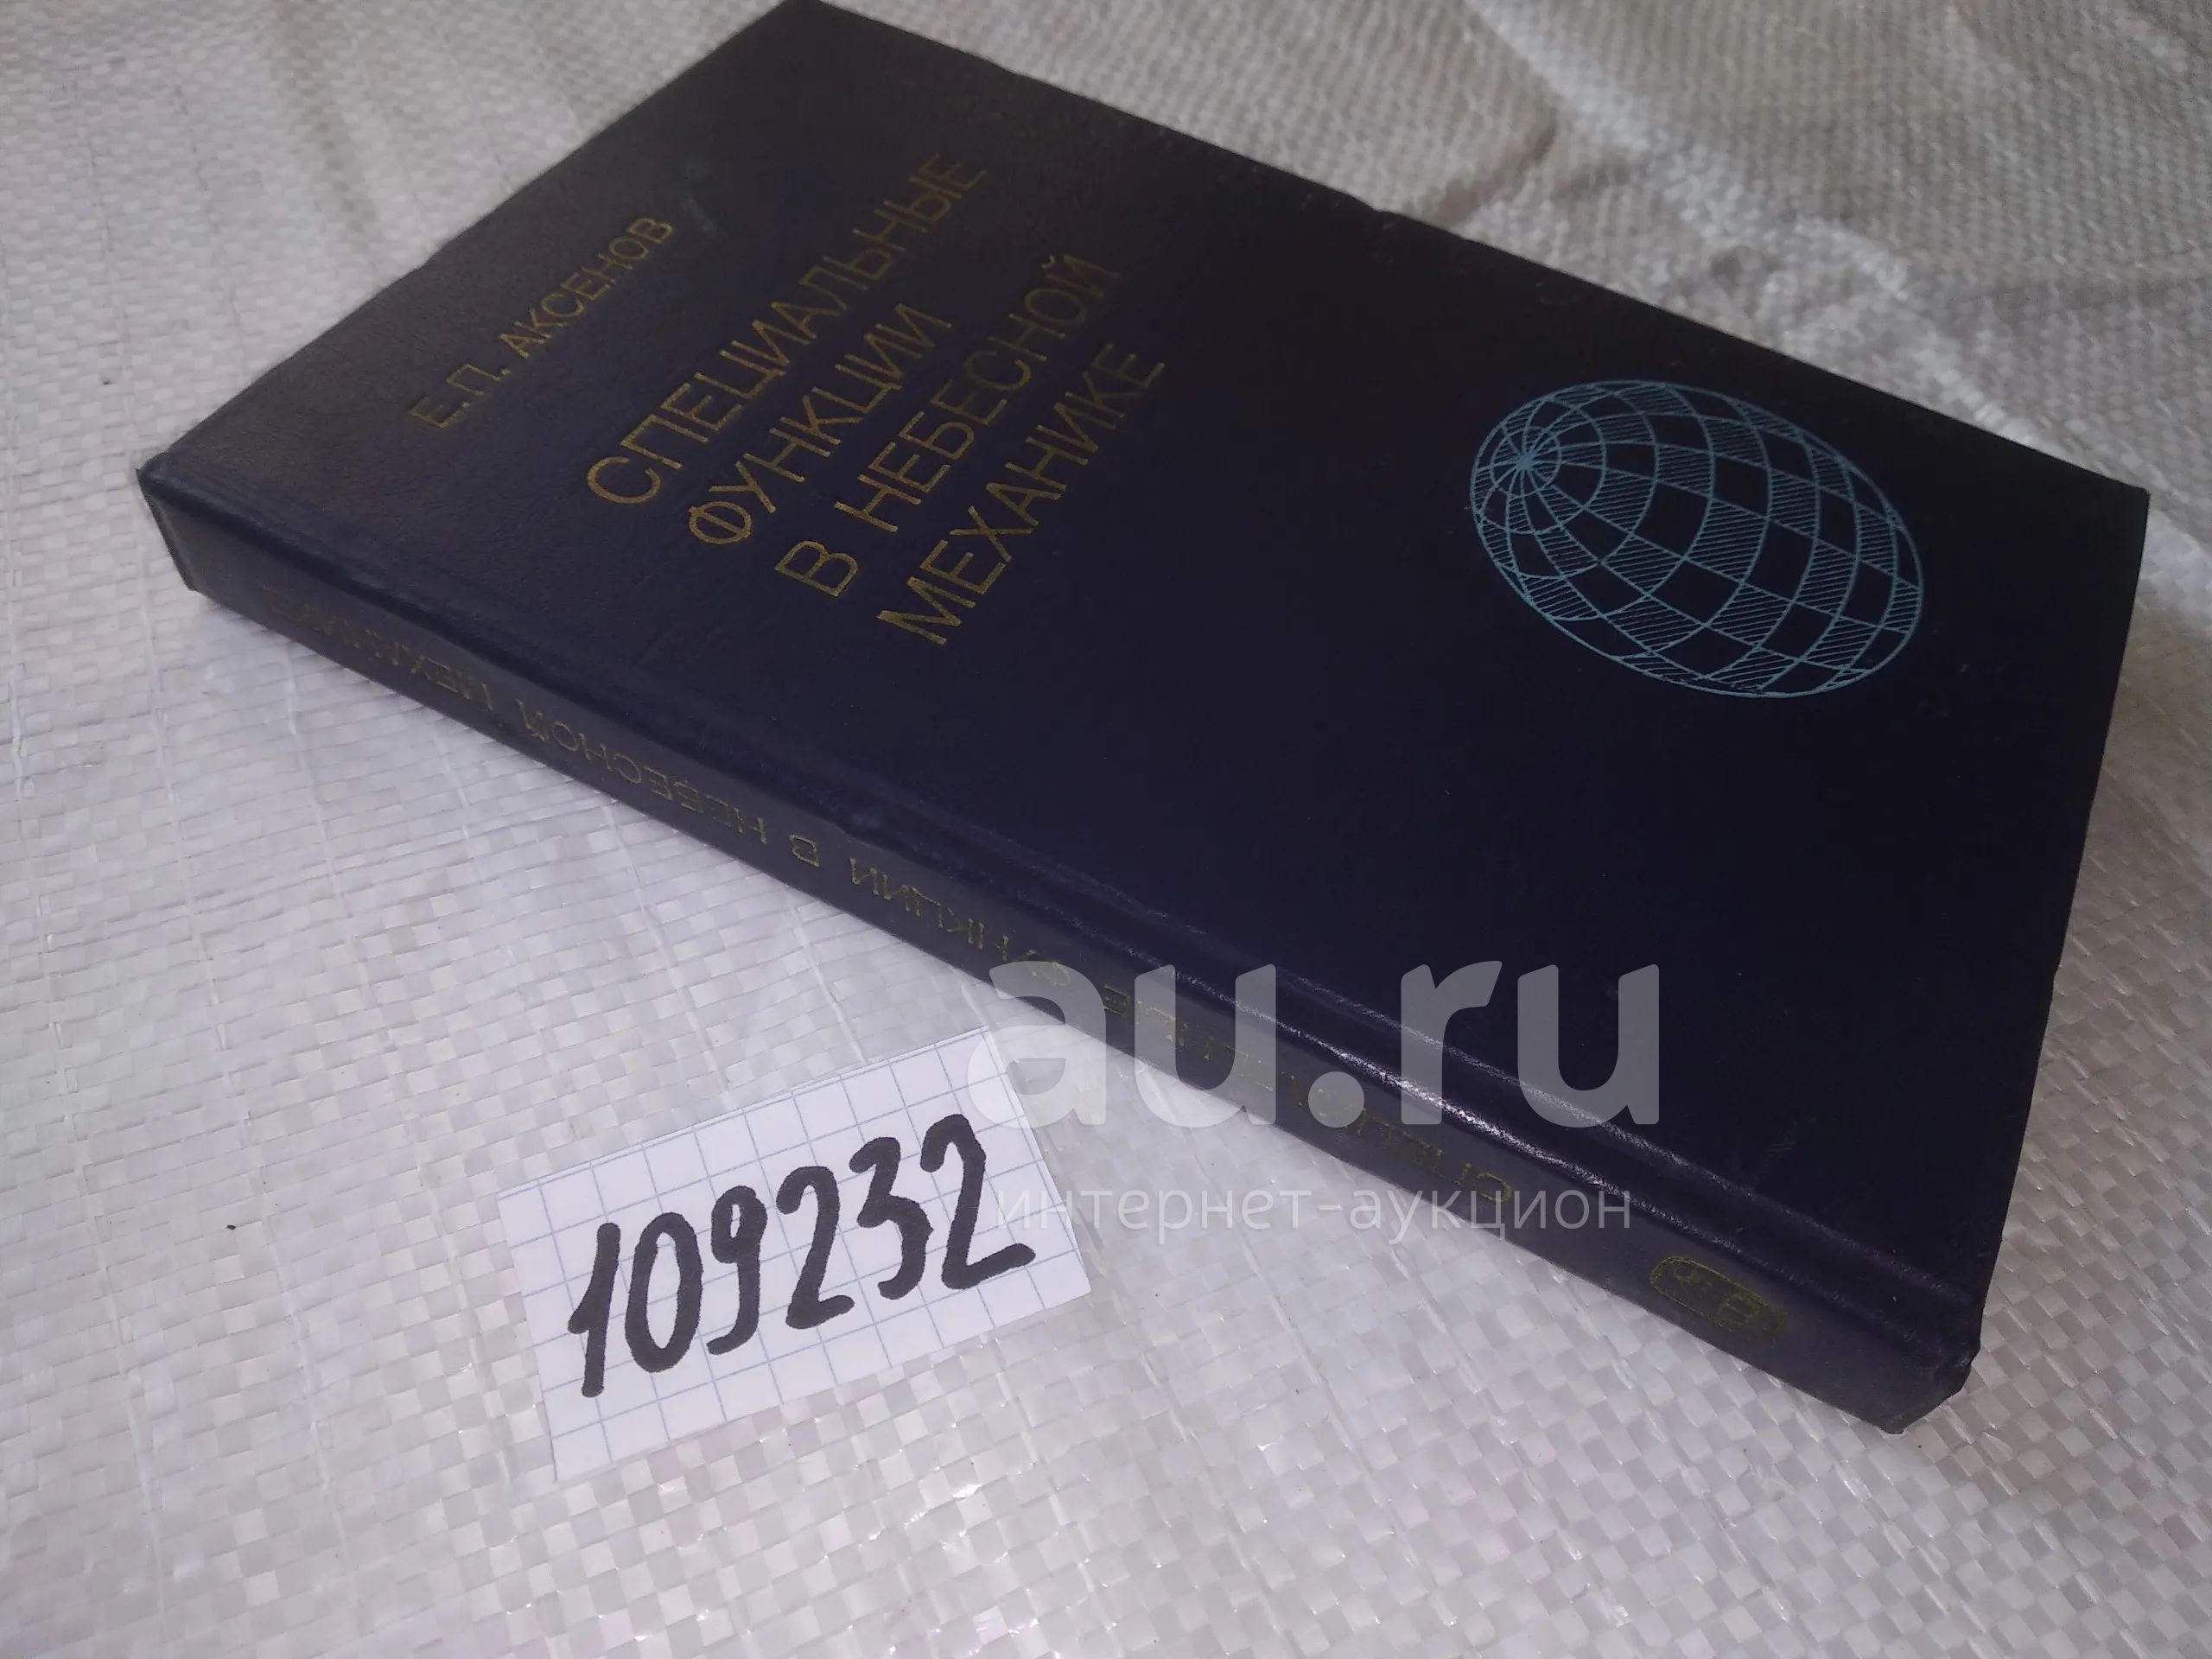 Е.П. АКСЕНОВ
СПЕЦИАЛЬНЫЕ
ФУНКЦИИ
В НЕБЕСНОЙ
МЕХАНИКЕ
СПЕЦИАЛЬНЫЕ ФУНКЦИИ В НЕБЕСНОЙ МЕХАНИКЕ
au.ru
интернет-аукцион
109232